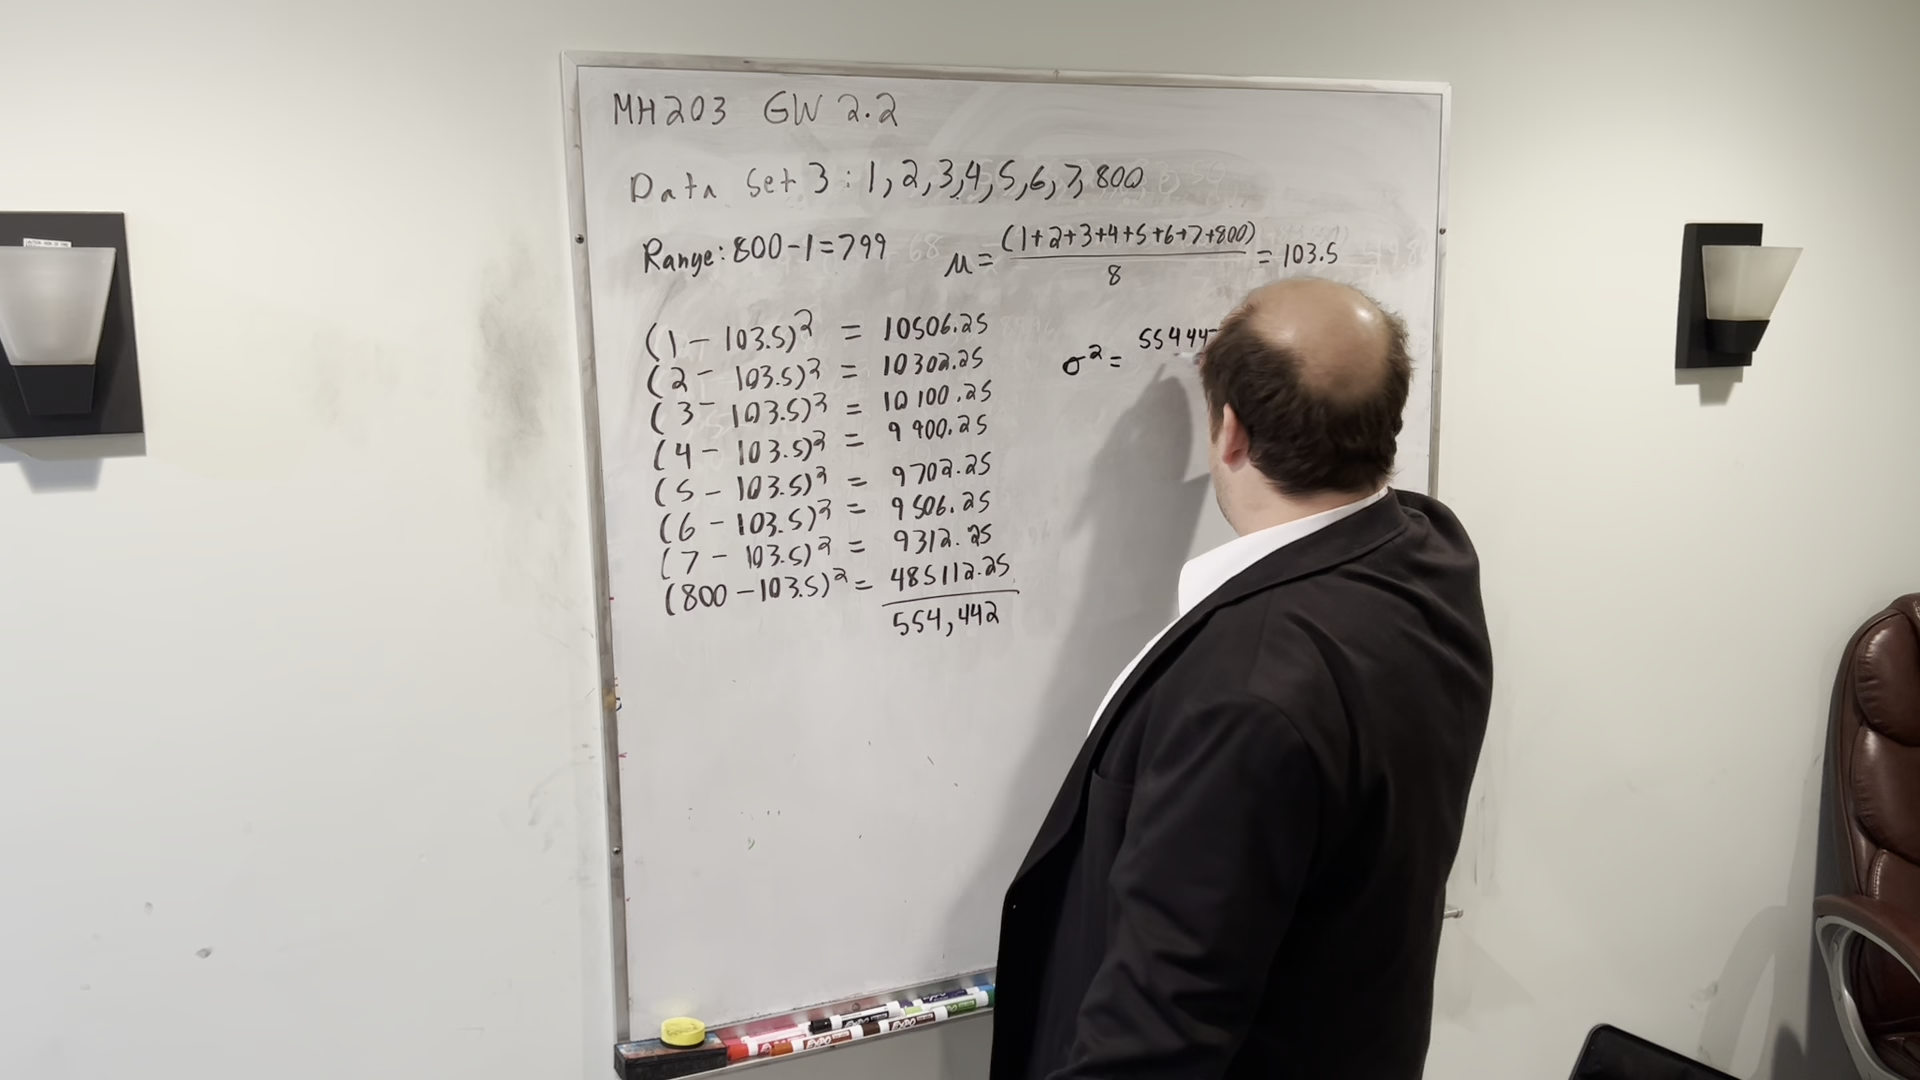 MH203 GW 2.2
Data Set 3: 1, 2, 3, 4, 5, 6, 7, 800
Range: 800-1=799
μ = (1+2+3+4+5+6+7+800) / 8 = 103.5
(1 - 103.5)² = 10506.25
(2 - 103.5)² = 10302.25
(3 - 103.5)² = 10100.25
(4 - 103.5)² = 9900.25
(5 - 103.5)² = 9702.25
(6 - 103.5)² = 9506.25
(7 - 103.5)² = 9312.25
(800 - 103.5)² = 485112.25
554,442
σ² = 55444
EXPO
EXPO
EXPO